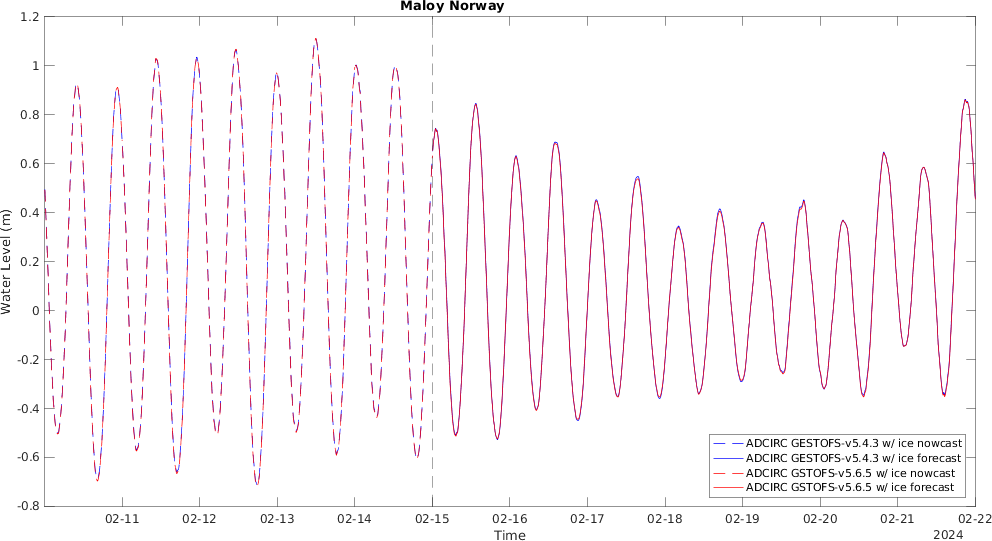 Maloy Norway
1.2
1
0.8
0.6
0.4
0.2
0
-0.2
-0.4
-0.6
-0.8
Water Level (m)
ADCIRC GESTOFS-v5.4.3 w/ ice nowcast
ADCIRC GESTOFS-v5.4.3 w/ ice forecast
ADCIRC GSTOFS-v5.6.5 w/ ice nowcast
ADCIRC GSTOFS-v5.6.5 w/ ice forecast
02-11 02-12 02-13 02-14 02-15 02-16 02-17 02-18 02-19 02-20 02-21 02-22
Time
2024